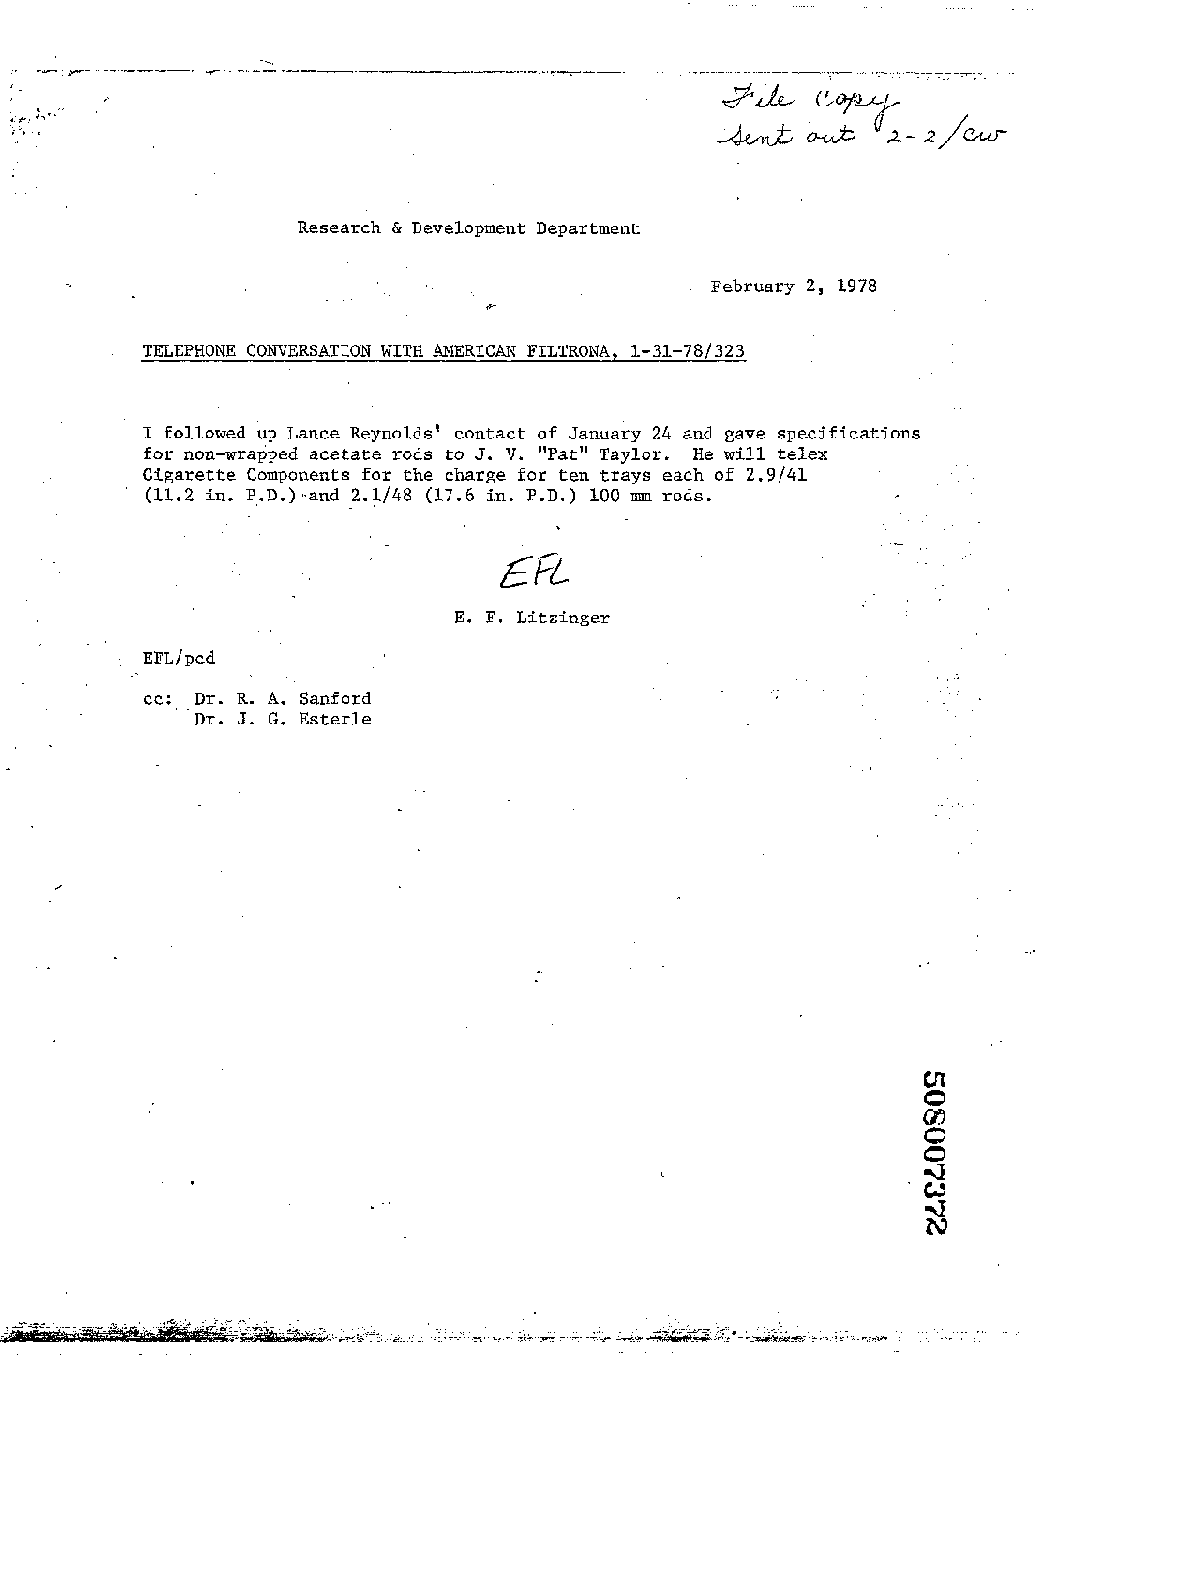 File Copy
sent out 2-2/cw
Research & Development Department
February 2, 1978
TELEPHONE CONVERSATION WITH AMERICAN FILTRONA, 1-31-78/323
I followed up Lance Reynolds' contact of January 24 and gave specifications
for non-wrapped acetate rods to J. V. "Pat" Taylor. He will telex
Cigarette Components for the charge for ten trays each of 2.9/41
(11.2 in. P.D.) and 2.1/48 (17.6 in. P.D.) 100 mm rods.
EFL
E. F. Litzinger
EFL/pcd
cc: Dr. R. A. Sanford
Dr. J. G. Esterle
508007372